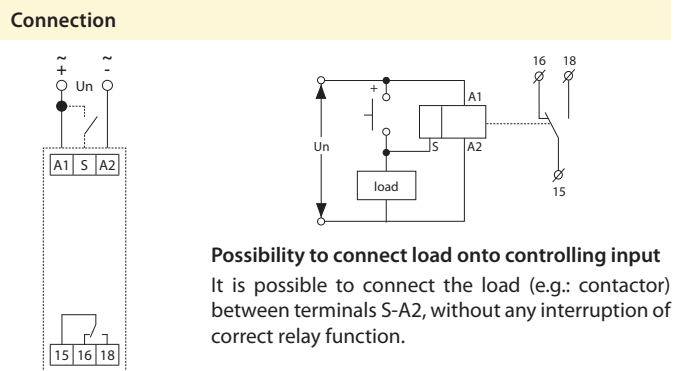 Connection
~ ~
+ Un -
A1 S A2
15 16 18
16 18
+
A1
Un
S A2
load
15
Possibility to connect load onto controlling input
It is possible to connect the load (e.g.: contactor)
between terminals S-A2, without any interruption of
correct relay function.